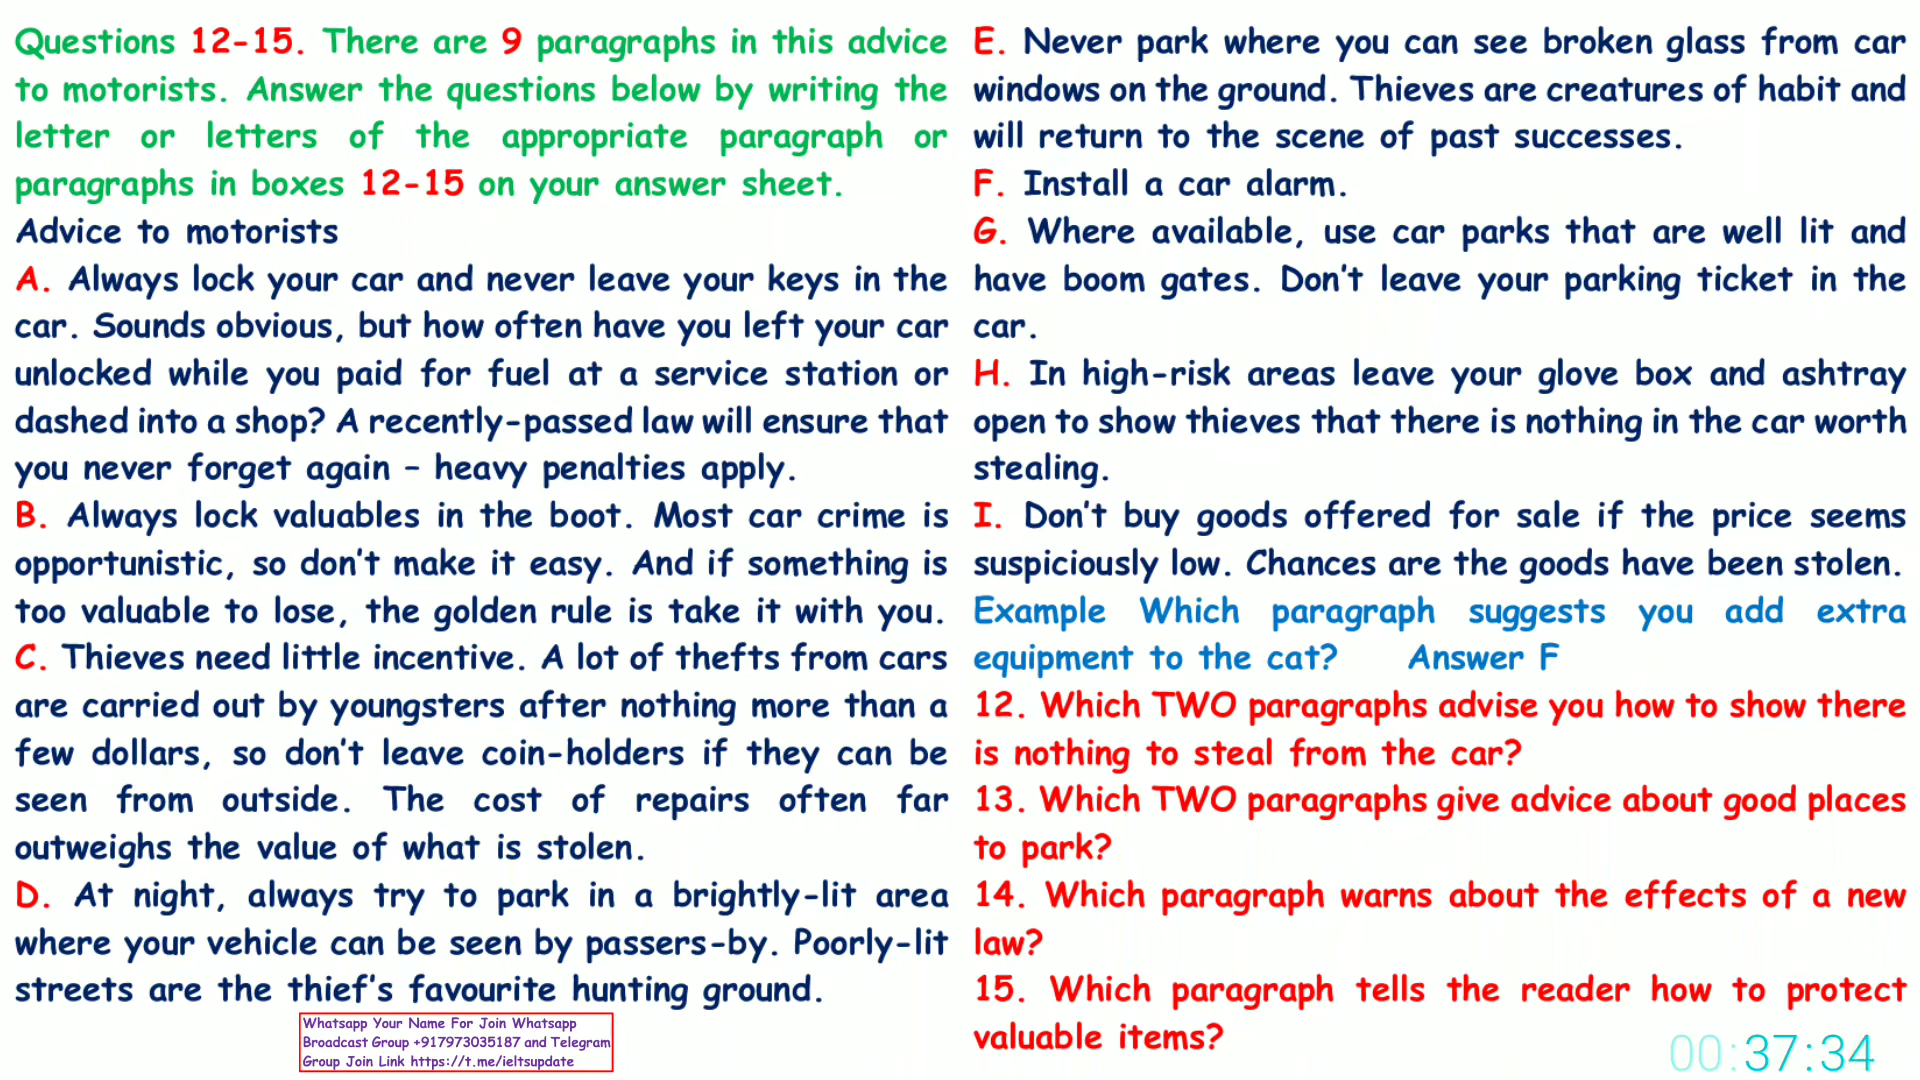 Questions 12-15. There are 9 paragraphs in this advice
to motorists. Answer the questions below by writing the
letter or letters of the appropriate paragraph or
paragraphs in boxes 12-15 on your answer sheet.
Advice to motorists
A. Always lock your car and never leave your keys in the
car. Sounds obvious, but how often have you left your car
unlocked while you paid for fuel at a service station or
dashed into a shop? A recently-passed law will ensure that
you never forget again – heavy penalties apply.
B. Always lock valuables in the boot. Most car crime is
opportunistic, so don't make it easy. And if something is
too valuable to lose, the golden rule is take it with you.
C. Thieves need little incentive. A lot of thefts from cars
are carried out by youngsters after nothing more than a
few dollars, so don't leave coin-holders if they can be
seen from outside. The cost of repairs often far
outweighs the value of what is stolen.
D. At night, always try to park in a brightly-lit area
where your vehicle can be seen by passers-by. Poorly-lit
streets are the thief's favourite hunting ground.
Whatsapp Your Name For Join Whatsapp
Broadcast Group +917973035187 and Telegram
Group Join Link https://t.me/ieltsupdate
E. Never park where you can see broken glass from car
windows on the ground. Thieves are creatures of habit and
will return to the scene of past successes.
F. Install a car alarm.
G. Where available, use car parks that are well lit and
have boom gates. Don't leave your parking ticket in the
car.
H. In high-risk areas leave your glove box and ashtray
open to show thieves that there is nothing in the car worth
stealing.
I. Don't buy goods offered for sale if the price seems
suspiciously low. Chances are the goods have been stolen.
Example Which paragraph suggests you add extra
equipment to the cat? Answer F
12. Which TWO paragraphs advise you how to show there
is nothing to steal from the car?
13. Which TWO paragraphs give advice about good places
to park?
14. Which paragraph warns about the effects of a new
law?
15. Which paragraph tells the reader how to protect
valuable items?
00:37:34